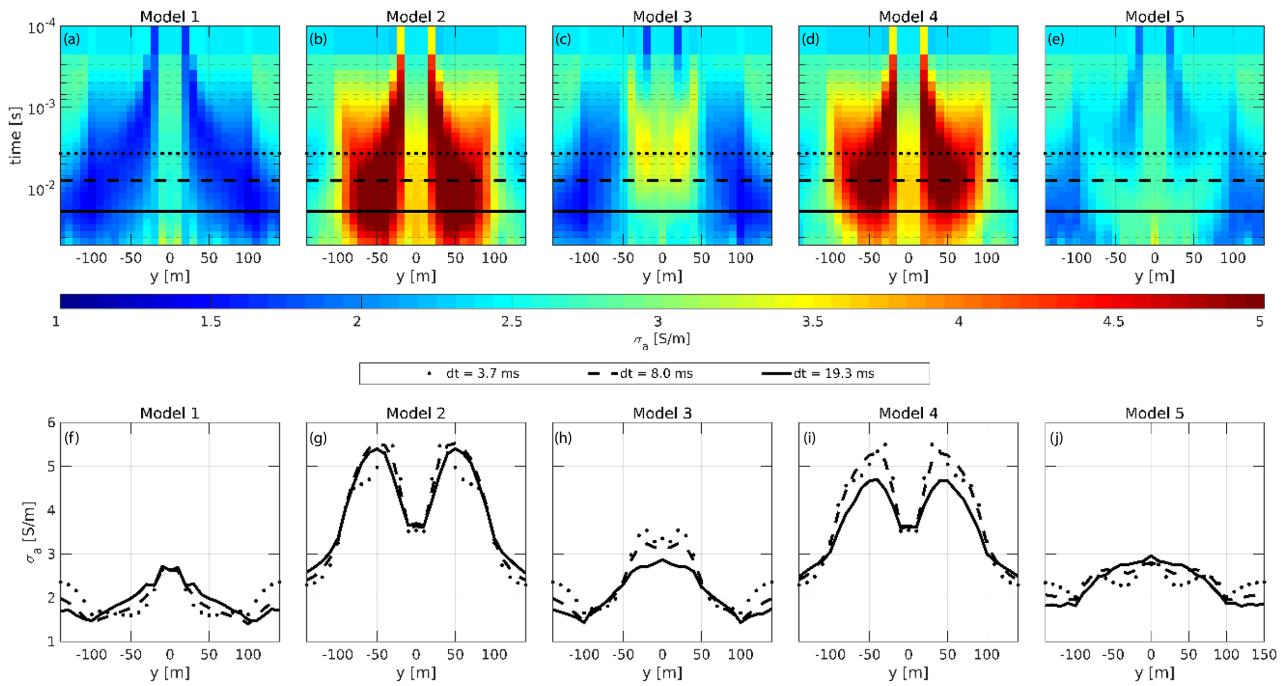 Model 1 Model 2 Model 3 Model 4 Model 5
(a) (b) (c) (d) (e)
10⁻⁴
10⁻³
10⁻²
time [s]
-100 -50 0 50 100 -100 -50 0 50 100 -100 -50 0 50 100 -100 -50 0 50 100 -100 -50 0 50 100
y [m] y [m] y [m] y [m] y [m]
1 1.5 2 2.5 3 3.5 4 4.5 5
σa [S/m]
dt = 3.7 ms dt = 8.0 ms dt = 19.3 ms
Model 1 Model 2 Model 3 Model 4 Model 5
(f) (g) (h) (i) (j)
6
5
4
3
2
1
σa [S/m]
-100 -50 0 50 100 -100 -50 0 50 100 -100 -50 0 50 100 -100 -50 0 50 100 -100 -50 0 50 100 150
y [m] y [m] y [m] y [m] y [m]